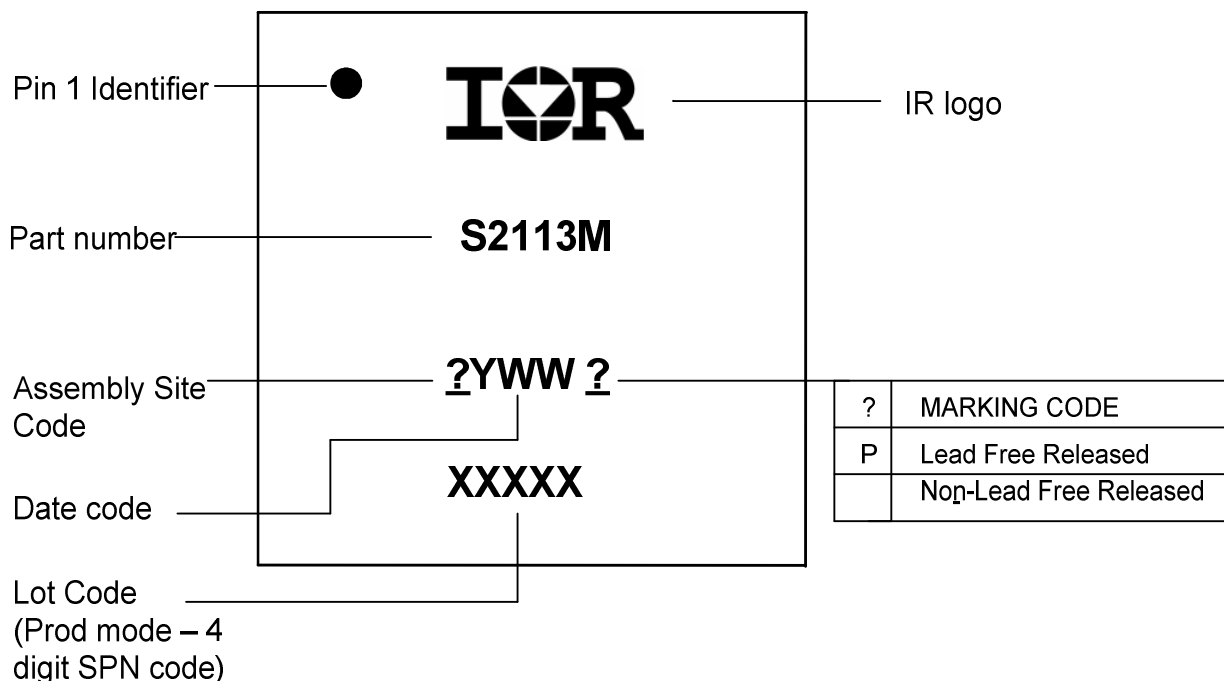 Pin 1 Identifier
IOR
IR logo
Part number
S2113M
Assembly Site
Code
?YWW ?
? MARKING CODE
P Lead Free Released
Non-Lead Free Released
Date code
XXXXX
Lot Code
(Prod mode – 4
digit SPN code)